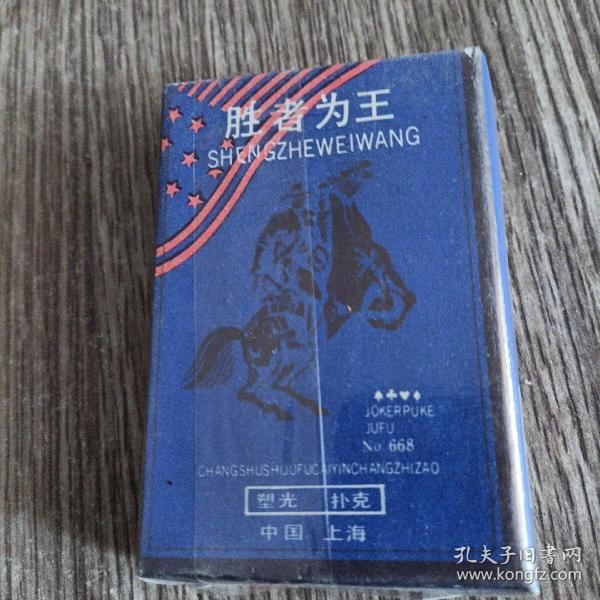 胜者为王
SHENGZHEWEIWANG
JOKERPUKE
JUFU
No. 668
CHANGSHUSHIJUFUCAIYINCHANGZHIZAO
塑光 扑克
中国 上海
孔夫子旧書网
www.kongfz.com